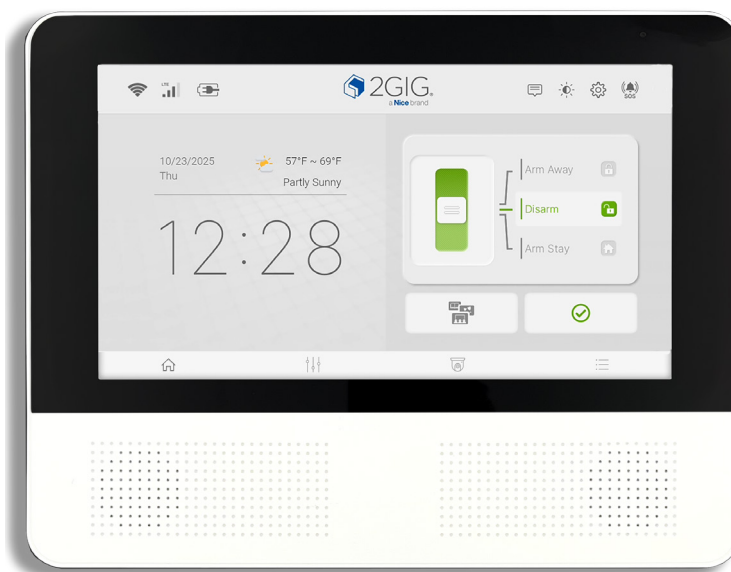 LTE
2GIG.
a Nice brand
SOS
10/23/2025
Thu
57°F ~ 69°F
Partly Sunny
12:28
Arm Away
Disarm
Arm Stay